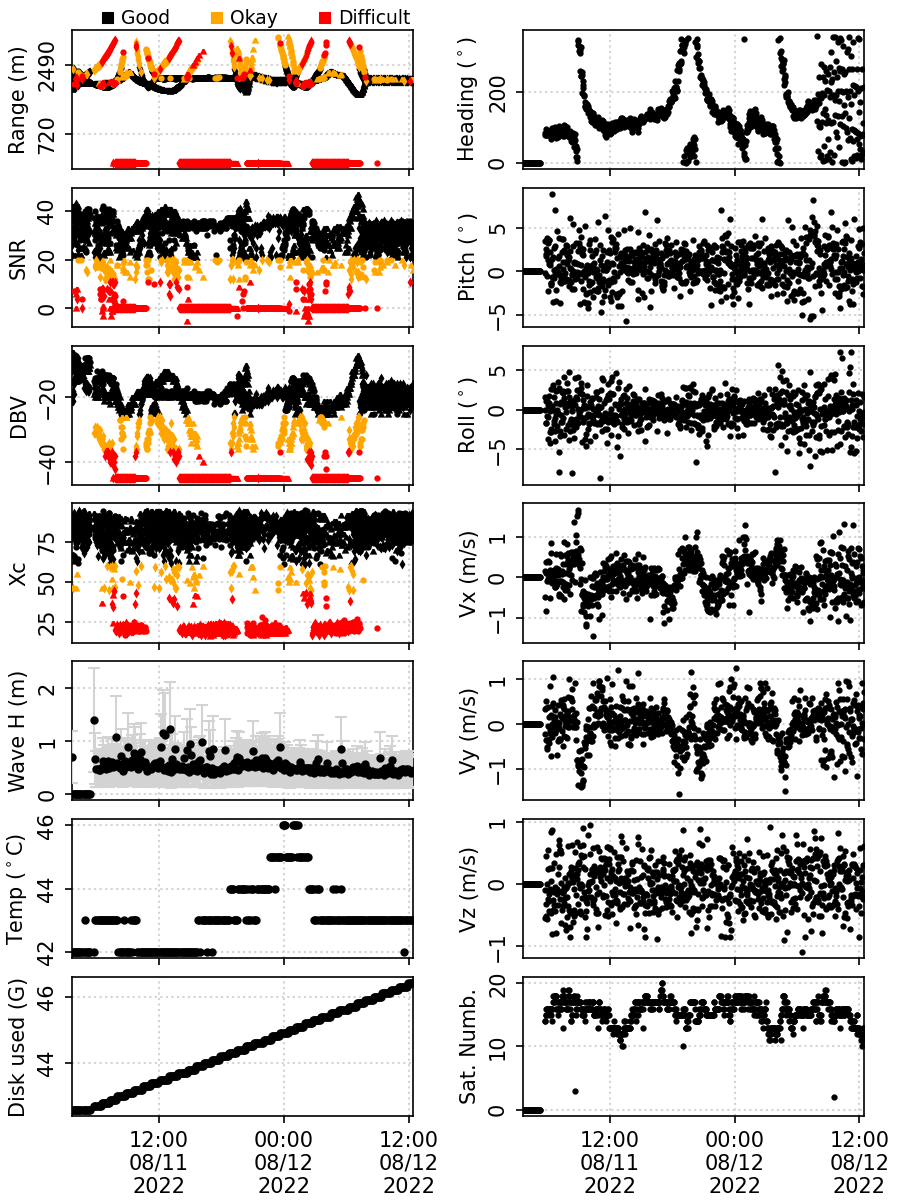 Good Okay Difficult
Range (m)
2490
720
Heading (°)
200
0
SNR
40
20
0
Pitch (°)
5
0
−5
DBV
−20
−40
Roll (°)
5
0
−5
Xc
75
50
25
Vx (m/s)
1
0
−1
Wave H (m)
2
1
0
Vy (m/s)
1
0
−1
Temp (°C)
46
44
42
Vz (m/s)
1
0
−1
Disk used (G)
46
44
Sat. Numb.
20
10
0
12:00 00:00 12:00 12:00 00:00 12:00
08/11 08/12 08/12 08/11 08/12 08/12
2022 2022 2022 2022 2022 2022